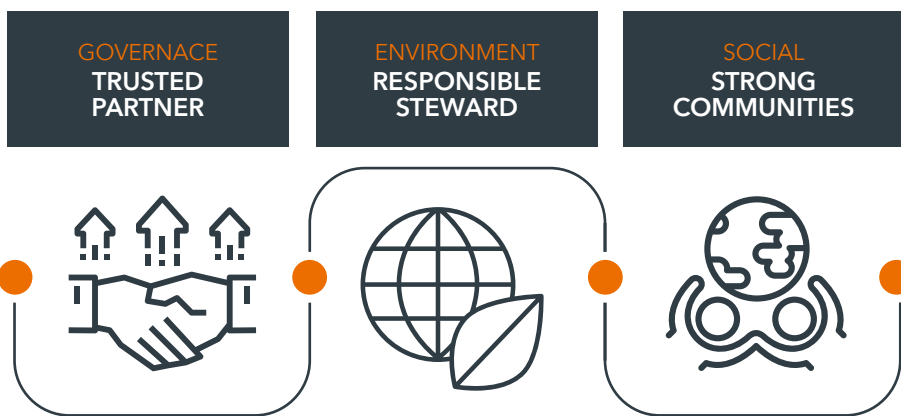 GOVERNACE
TRUSTED
PARTNER
ENVIRONMENT
RESPONSIBLE
STEWARD
SOCIAL
STRONG
COMMUNITIES